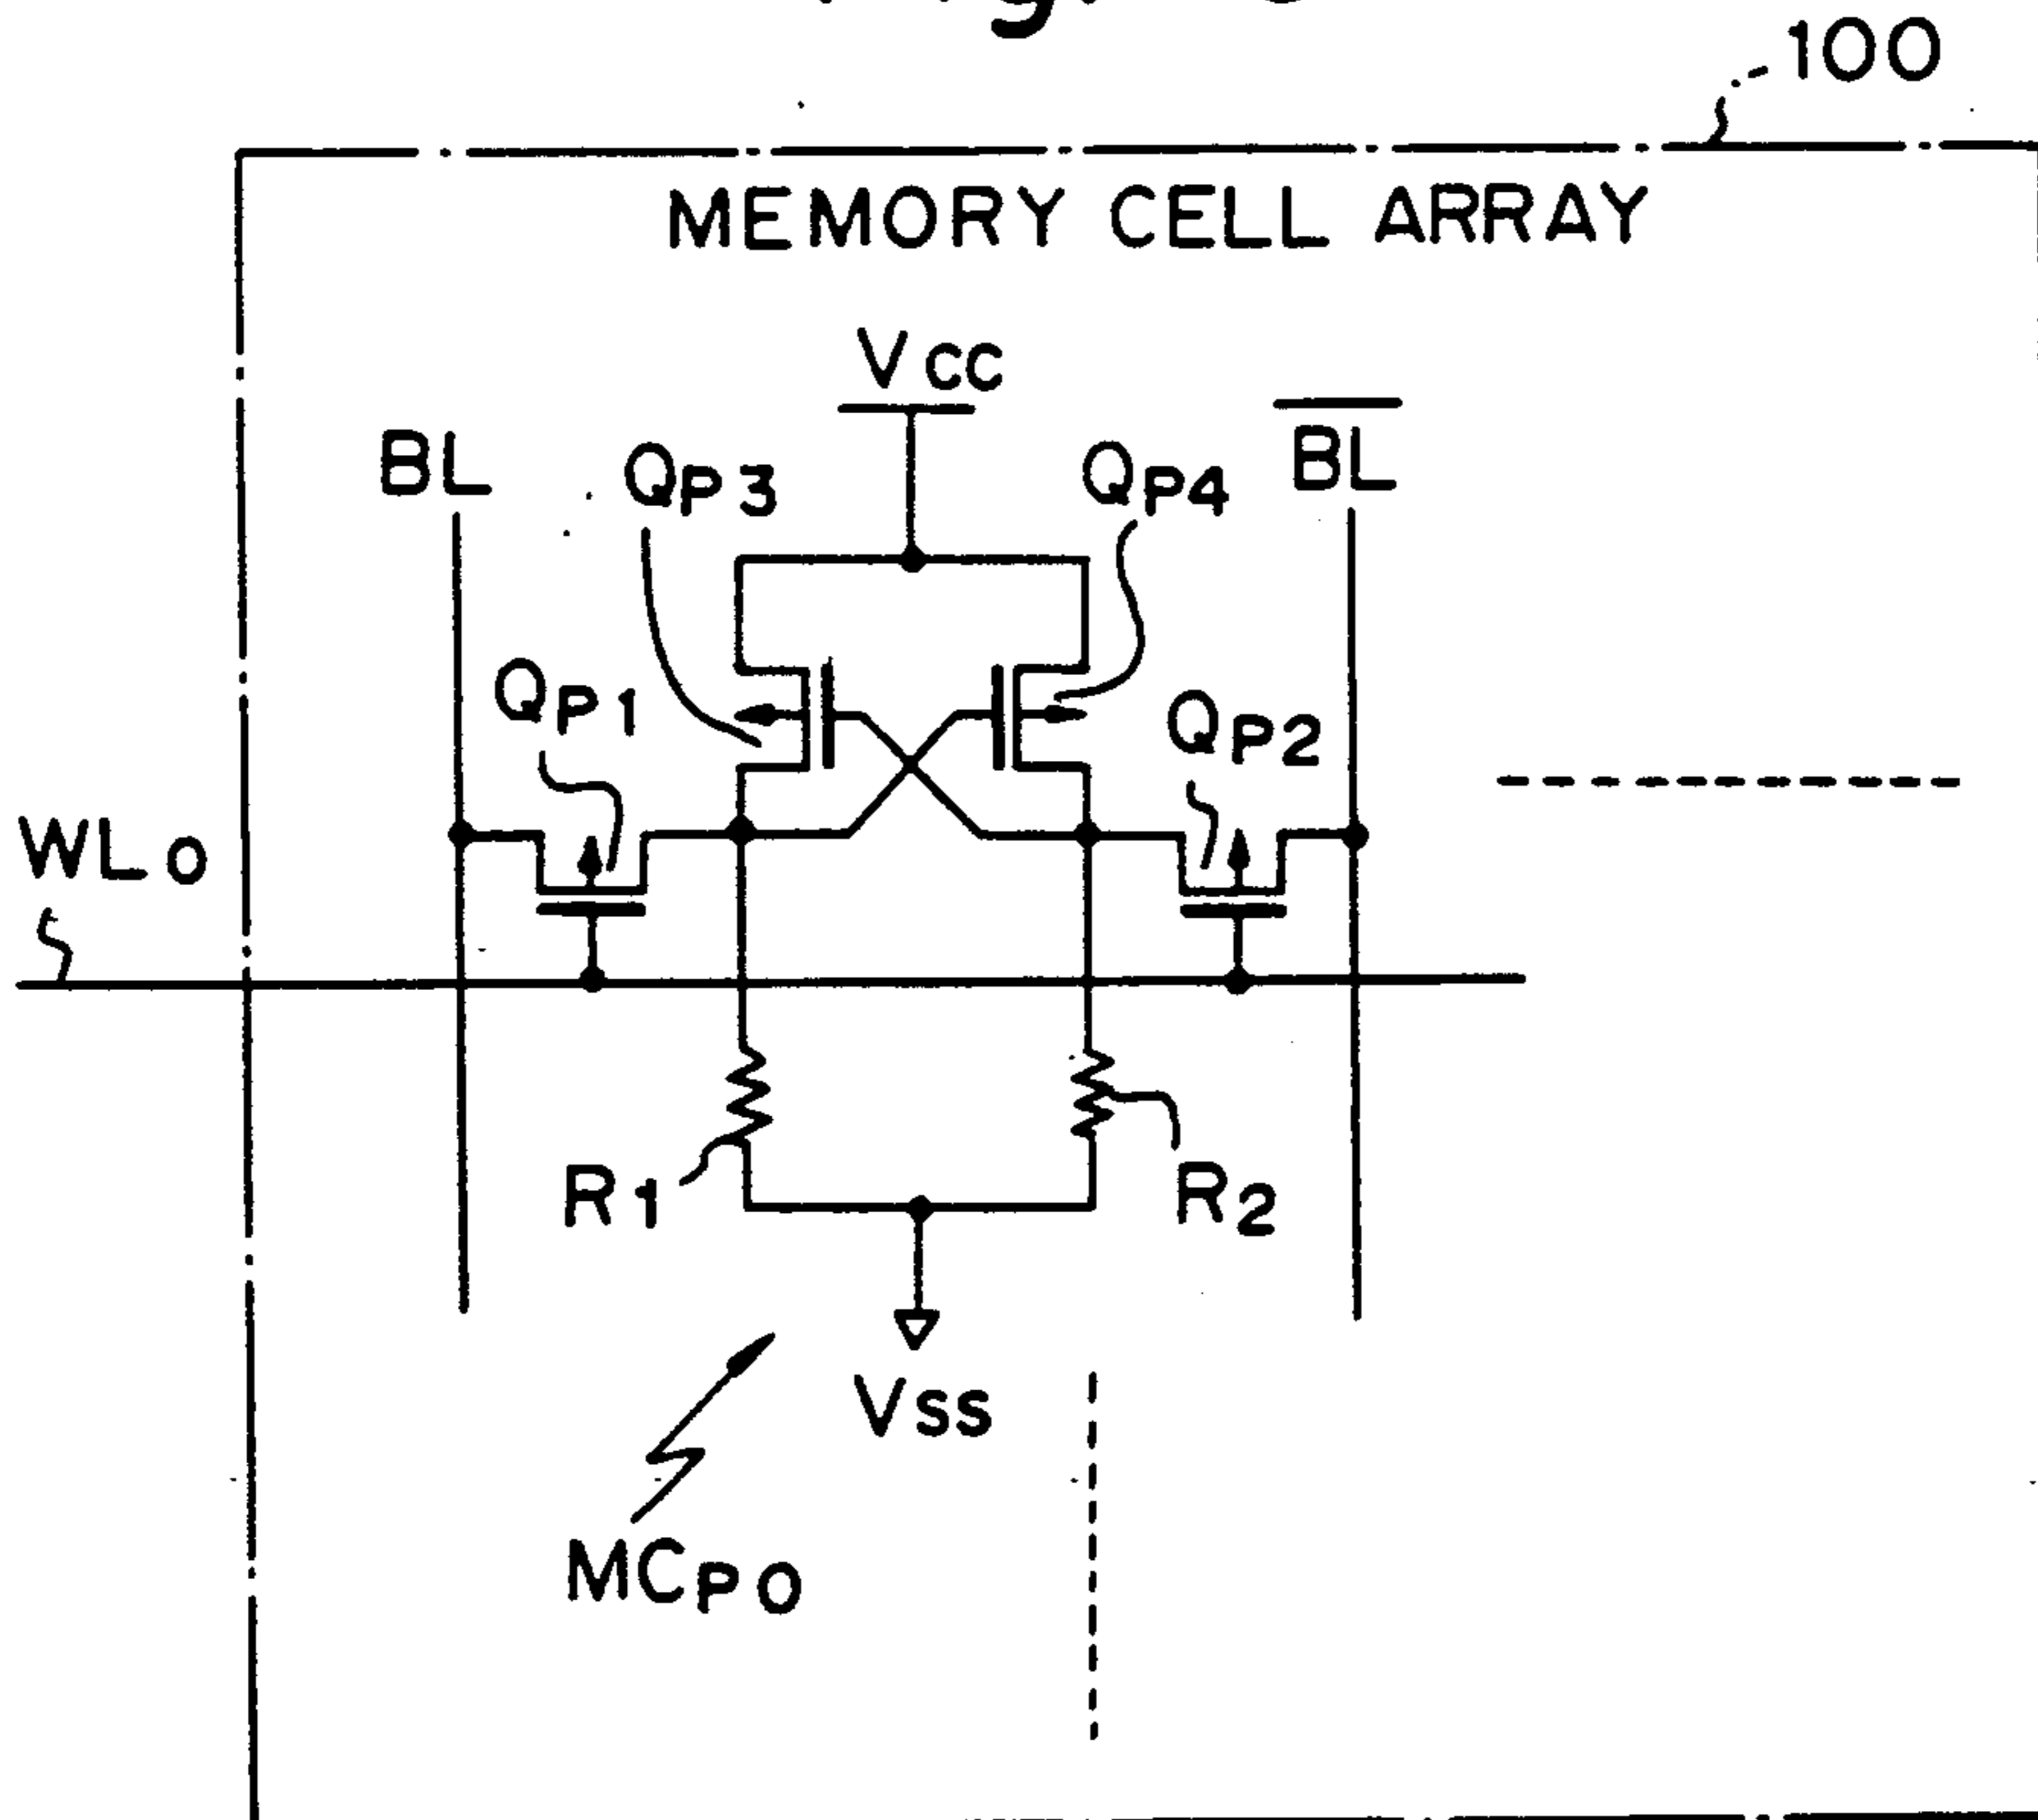 100
MEMORY CELL ARRAY
Vcc
BL
QP3
QP4
BL
QP1
QP2
WL0
R1
R2
Vss
MCP0